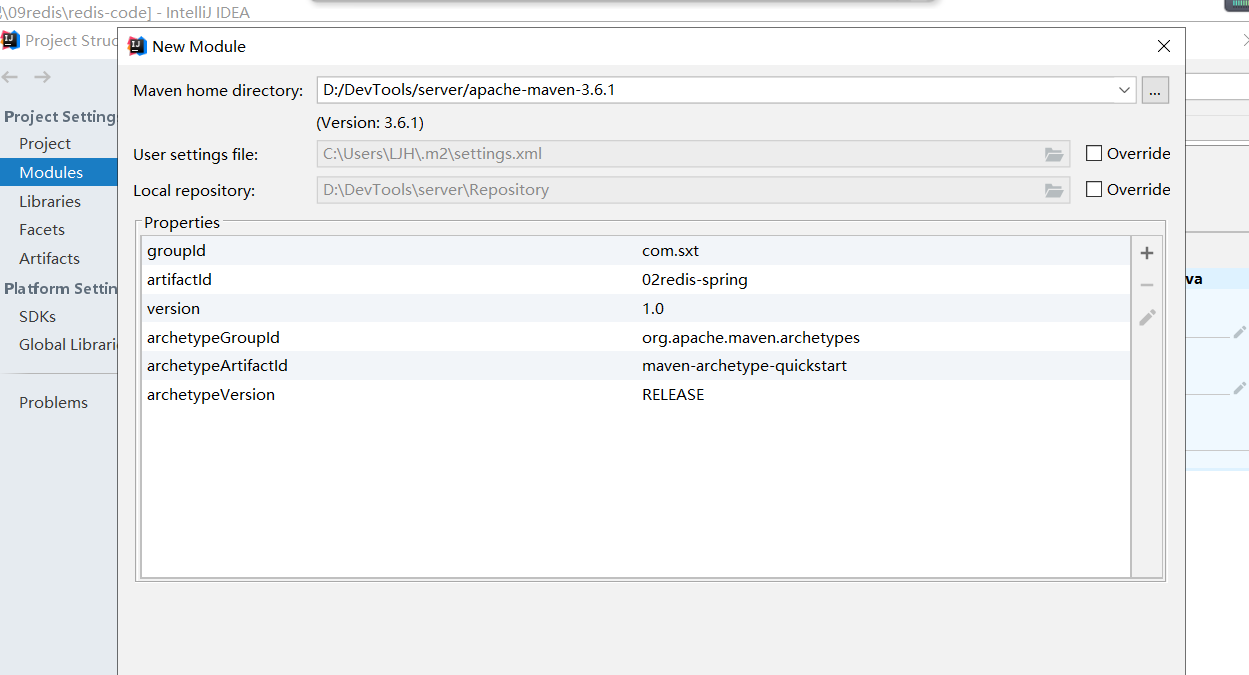 \09redis\redis-code] - IntelliJ IDEA
Project Struc
New Module
Maven home directory: D:/DevTools/server/apache-maven-3.6.1 ...
(Version: 3.6.1)
User settings file: C:\Users\LJH\.m2\settings.xml Override
Local repository: D:\DevTools\server\Repository Override
Project Setting
Project
Modules
Libraries
Facets
Artifacts
Platform Settin
SDKs
Global Librari
Problems
Properties
groupId com.sxt
artifactId 02redis-spring
version 1.0
archetypeGroupId org.apache.maven.archetypes
archetypeArtifactId maven-archetype-quickstart
archetypeVersion RELEASE
va